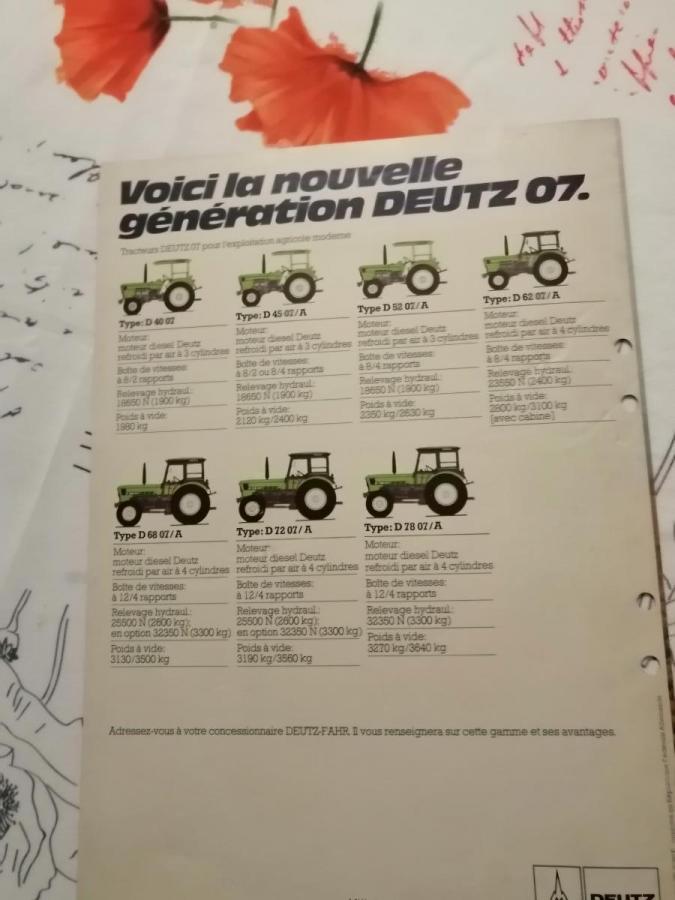 Voici la nouvelle
génération DEUTZ 07.
Tracteurs DEUTZ 07 pour l'exploitation agricole moderne
Type: D 40 07
Moteur:
moteur diesel Deutz
refroidi par air à 3 cylindres
Boîte de vitesses:
à 8/2 rapports
Relevage hydraul.:
18650 N (1900 kg)
Poids à vide:
1980 kg
Type: D 45 07/A
Moteur:
moteur diesel Deutz
refroidi par air à 3 cylindres
Boîte de vitesses:
à 8/2 ou 8/4 rapports
Relevage hydraul.:
18650 N (1900 kg)
Poids à vide:
2120 kg/2400 kg
Type D 52 07/A
Moteur:
moteur diesel Deutz
refroidi par air à 3 cylindres
Boîte de vitesses:
à 8/4 rapports
Relevage hydraul.:
18650 N (1900 kg)
Poids à vide:
2350 kg/2630 kg
Type D 62 07/A
Moteur:
moteur diesel Deutz
refroidi par air à 4 cylindres
Boîte de vitesses:
à 8/4 rapports
Relevage hydraul.:
23550 N (2400 kg)
Poids à vide:
2800 kg/3100 kg
[avec cabine]
Type D 68 07/A
Moteur:
moteur diesel Deutz
refroidi par air à 4 cylindres
Boîte de vitesses:
à 12/4 rapports
Relevage hydraul.:
25500 N (2600 kg);
en option 32350 N (3300 kg)
Poids à vide:
3130/3500 kg
Type: D 72 07/A
Moteur:
moteur diesel Deutz
refroidi par air à 4 cylindres
Boîte de vitesses:
à 12/4 rapports
Relevage hydraul.:
25500 N (2600 kg);
en option 32350 N (3300 kg)
Poids à vide:
3190 kg/3560 kg
Type: D 78 07/A
Moteur:
moteur diesel Deutz
refroidi par air à 4 cylindres
Boîte de vitesses:
à 12/4 rapports
Relevage hydraul.:
32350 N (3300 kg)
Poids à vide:
3270 kg/3640 kg
Adressez-vous à votre concessionnaire DEUTZ-FAHR. Il vous renseignera sur cette gamme et ses avantages.
DEUTZ